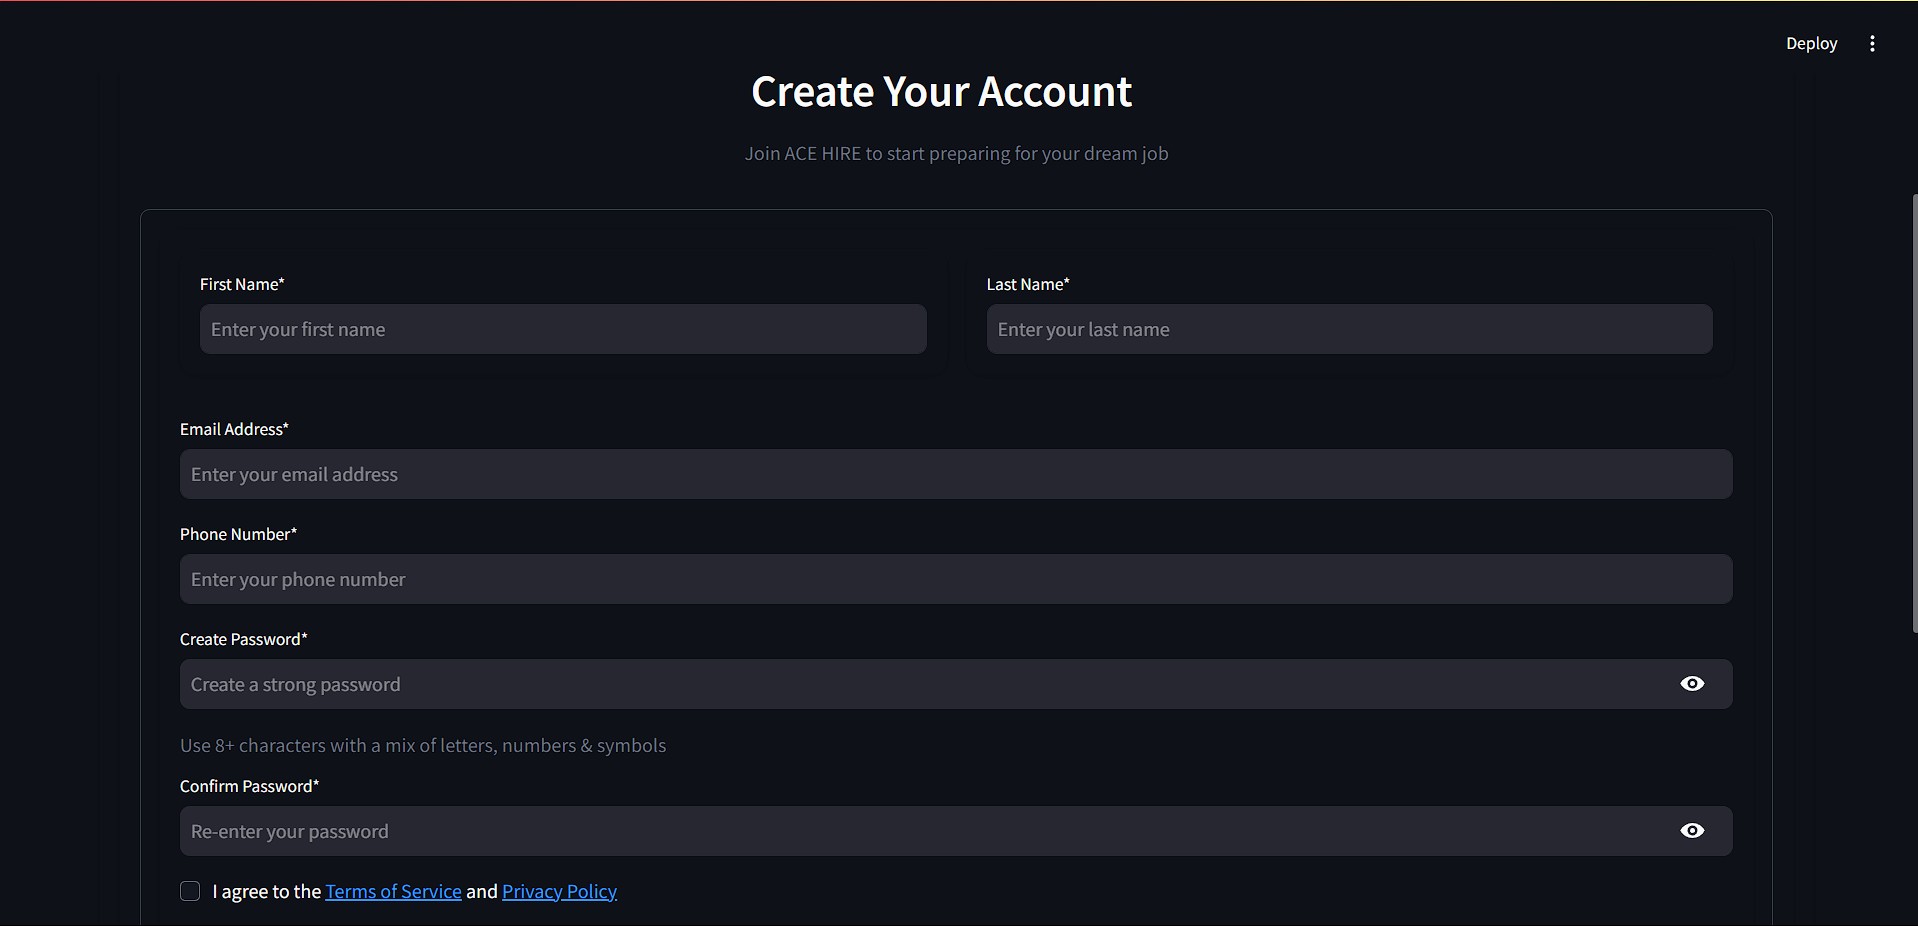 Deploy
Create Your Account
Join ACE HIRE to start preparing for your dream job
First Name*
Last Name*
Enter your first name
Enter your last name
Email Address*
Enter your email address
Phone Number*
Enter your phone number
Create Password*
Create a strong password
Use 8+ characters with a mix of letters, numbers & symbols
Confirm Password*
Re-enter your password
I agree to the Terms of Service and Privacy Policy